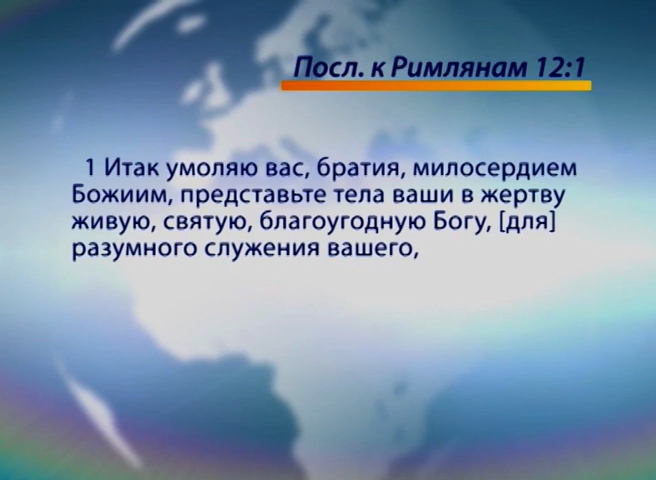 Посл. к Римлянам 12:1
1 Итак умоляю вас, братия, милосердием
Божиим, представьте тела ваши в жертву
живую, святую, благоугодную Богу, [для]
разумного служения вашего,